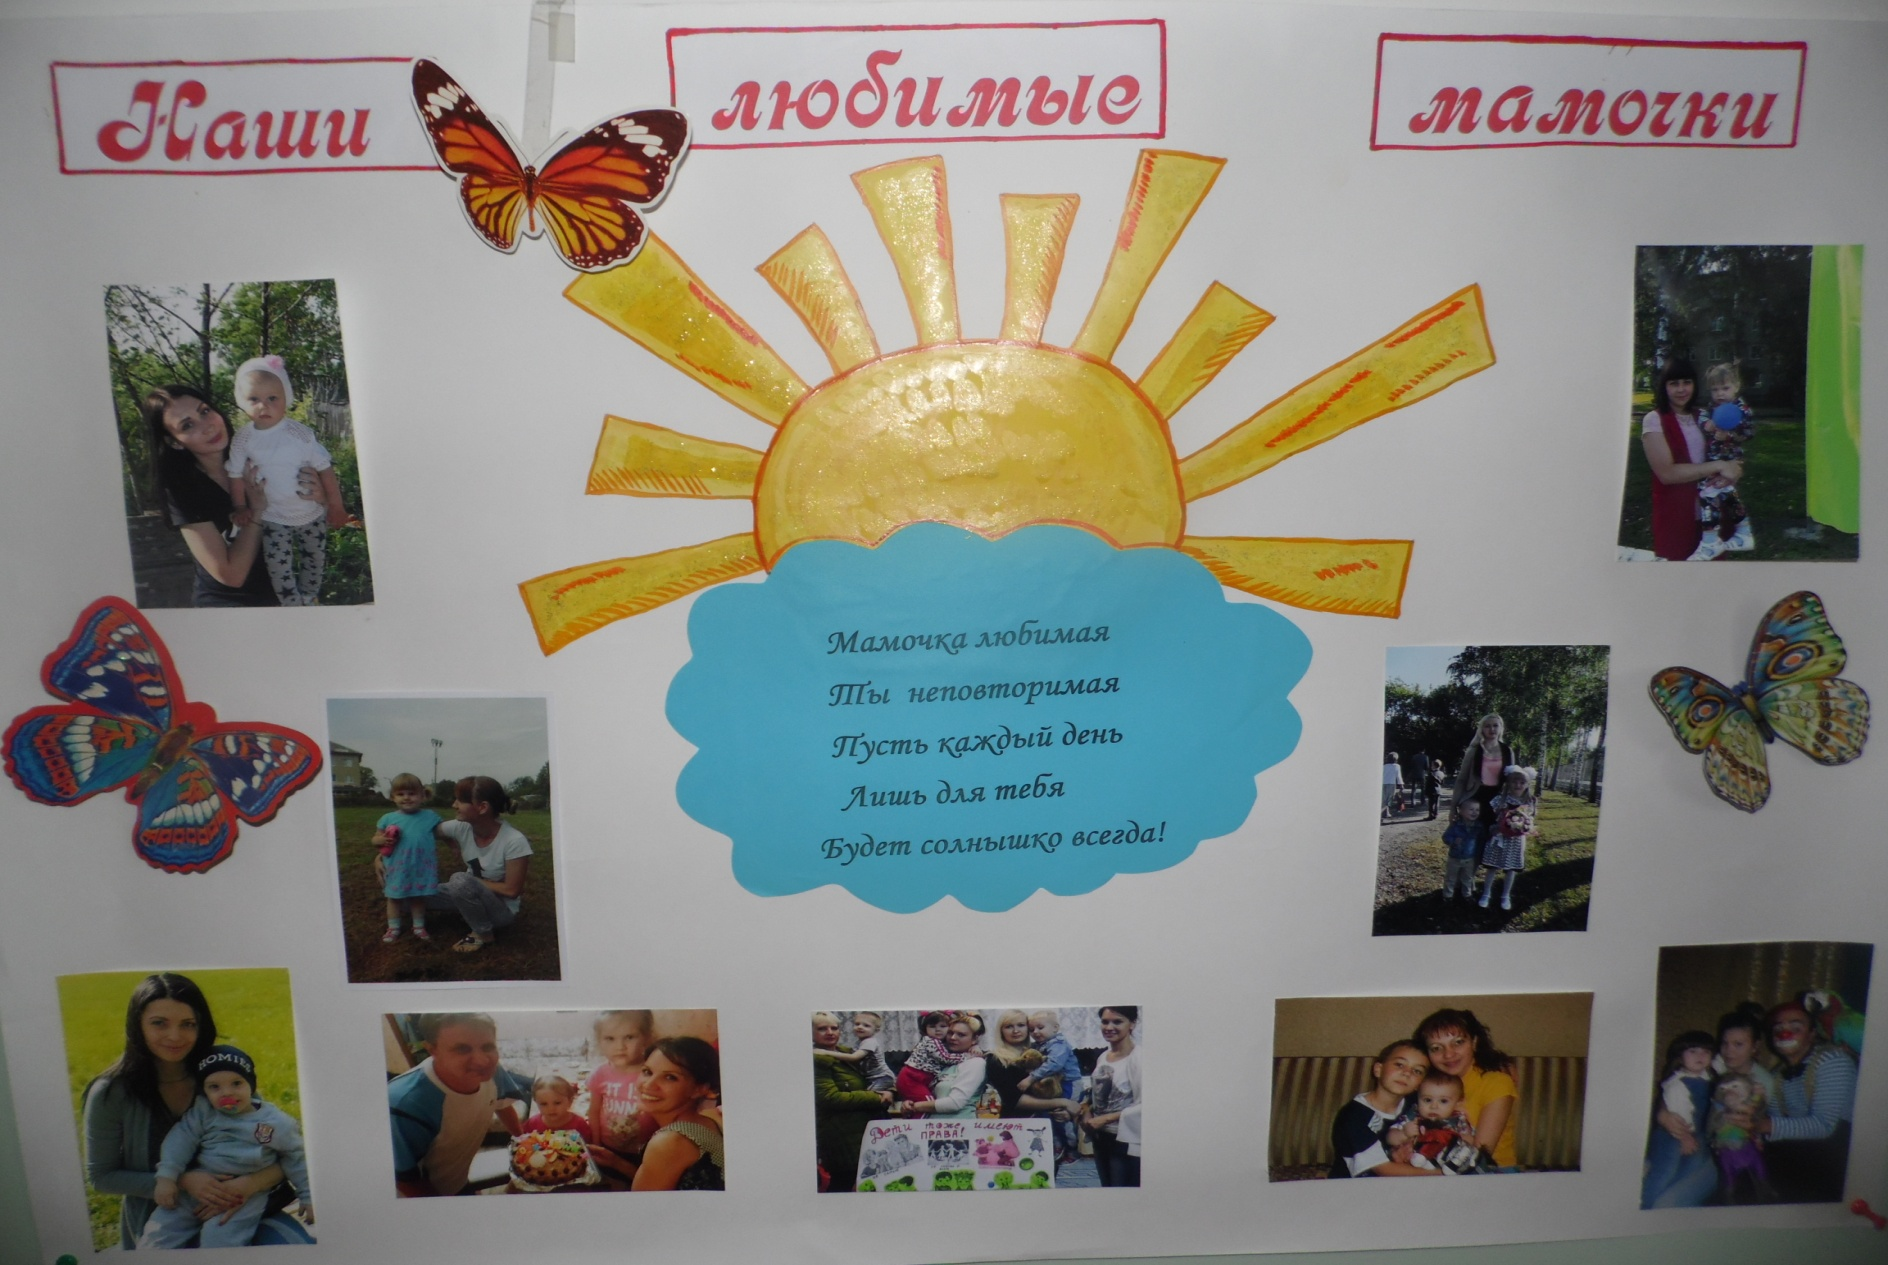 Наши любимые мамочки
Мамочка любимая
Ты неповторимая
Пусть каждый день
Лишь для тебя
Будет солнышко всегда!
HOMIES
Дети тоже имеют
ПРАВА!